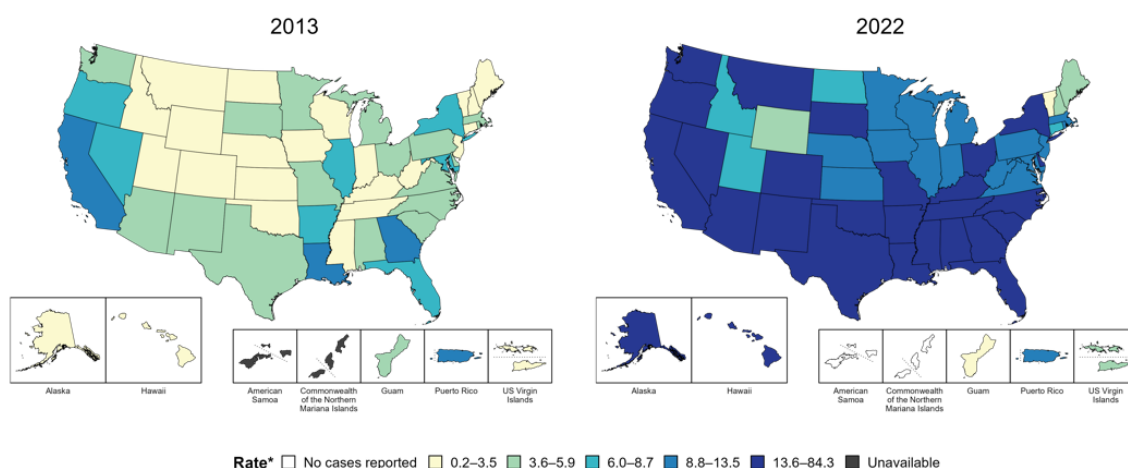 2013
2022
Alaska
Hawaii
American
Samoa
Commonwealth
of the Northern
Mariana Islands
Guam
Puerto Rico
US Virgin
Islands
Alaska
Hawaii
American
Samoa
Commonwealth
of the Northern
Mariana Islands
Guam
Puerto Rico
US Virgin
Islands
Rate* No cases reported 0.2–3.5 3.6–5.9 6.0–8.7 8.8–13.5 13.6–84.3 Unavailable